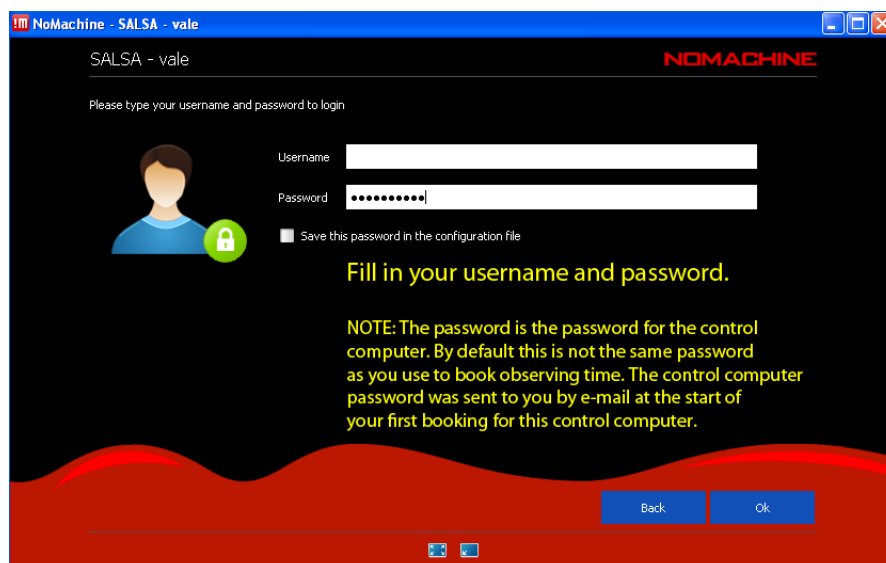 !M NoMachine - SALSA - vale
SALSA - vale
NOMACHINE
Please type your username and password to login
Username
Password ••••••••••
Save this password in the configuration file
Fill in your username and password.
NOTE: The password is the password for the control
computer. By default this is not the same password
as you use to book observing time. The control computer
password was sent to you by e-mail at the start of
your first booking for this control computer.
Back
Ok